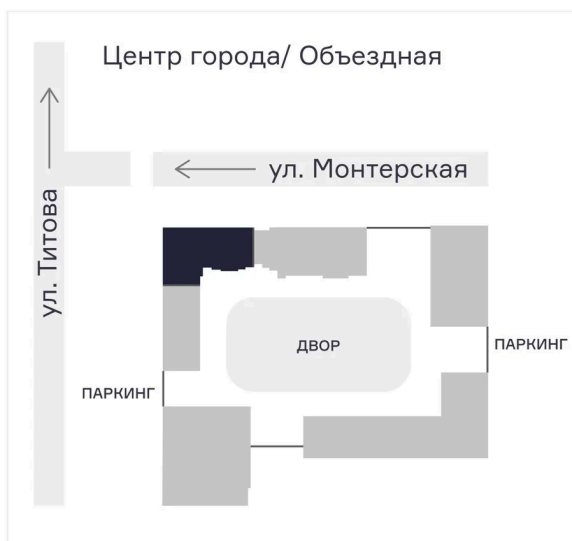 Центр города/ Объездная
ул. Монтерская
ул. Титова
ДВОР
ПАРКИНГ
ПАРКИНГ